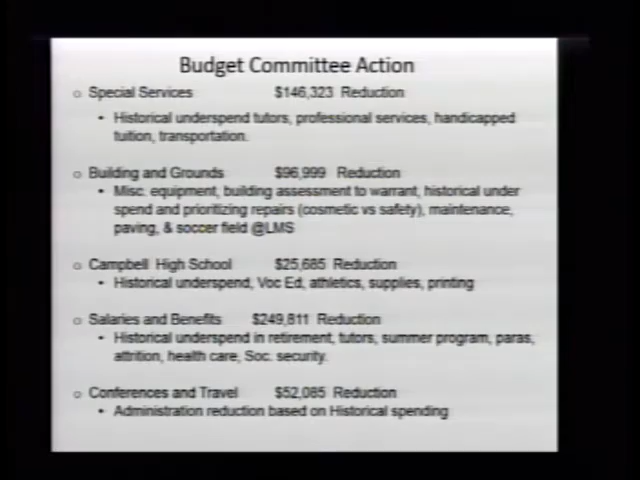 Budget Committee Action
o Special Services $146,323 Reduction
• Historical underspend tutors, professional services, handicapped
tuition, transportation.
o Building and Grounds $96,999 Reduction
• Misc. equipment, building assessment to warrant, historical under
spend and prioritizing repairs (cosmetic vs safety), maintenance,
paving, & soccer field @LMS
o Campbell High School $25,685 Reduction
• Historical underspend, Voc Ed, athletics, supplies, printing
o Salaries and Benefits $249,811 Reduction
• Historical underspend in retirement, tutors, summer program, paras,
attrition, health care, Soc. security.
o Conferences and Travel $52,085 Reduction
• Administration reduction based on Historical spending